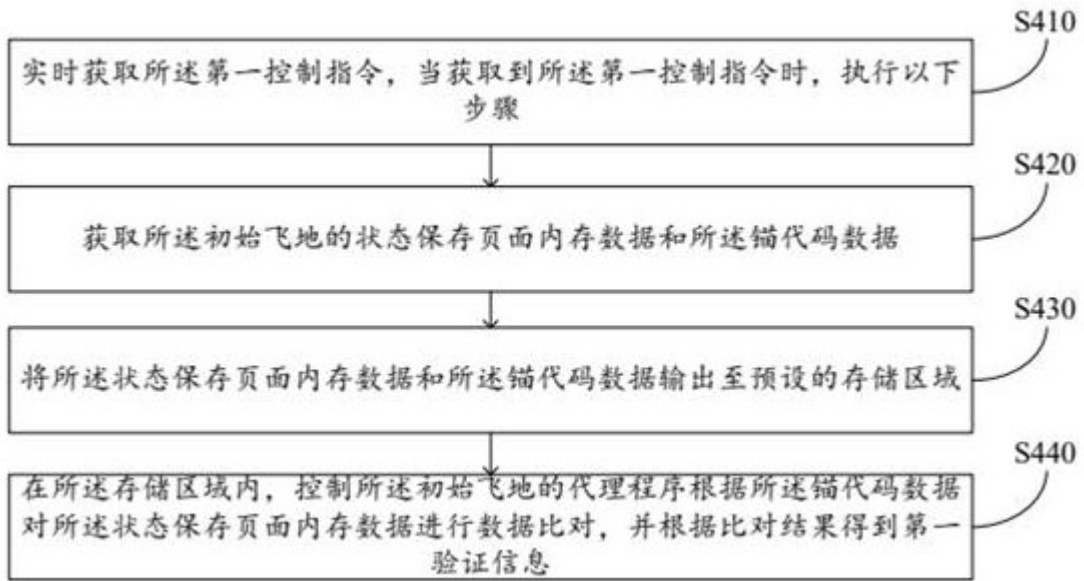 S410
实时获取所述第一控制指令，当获取到所述第一控制指令时，执行以下
步骤
S420
获取所述初始飞地的状态保存页面内存数据和所述锚代码数据
S430
将所述状态保存页面内存数据和所述锚代码数据输出至预设的存储区域
S440
在所述存储区域内，控制所述初始飞地的代理程序根据所述锚代码数据
对所述状态保存页面内存数据进行数据比对，并根据比对结果得到第一
验证信息